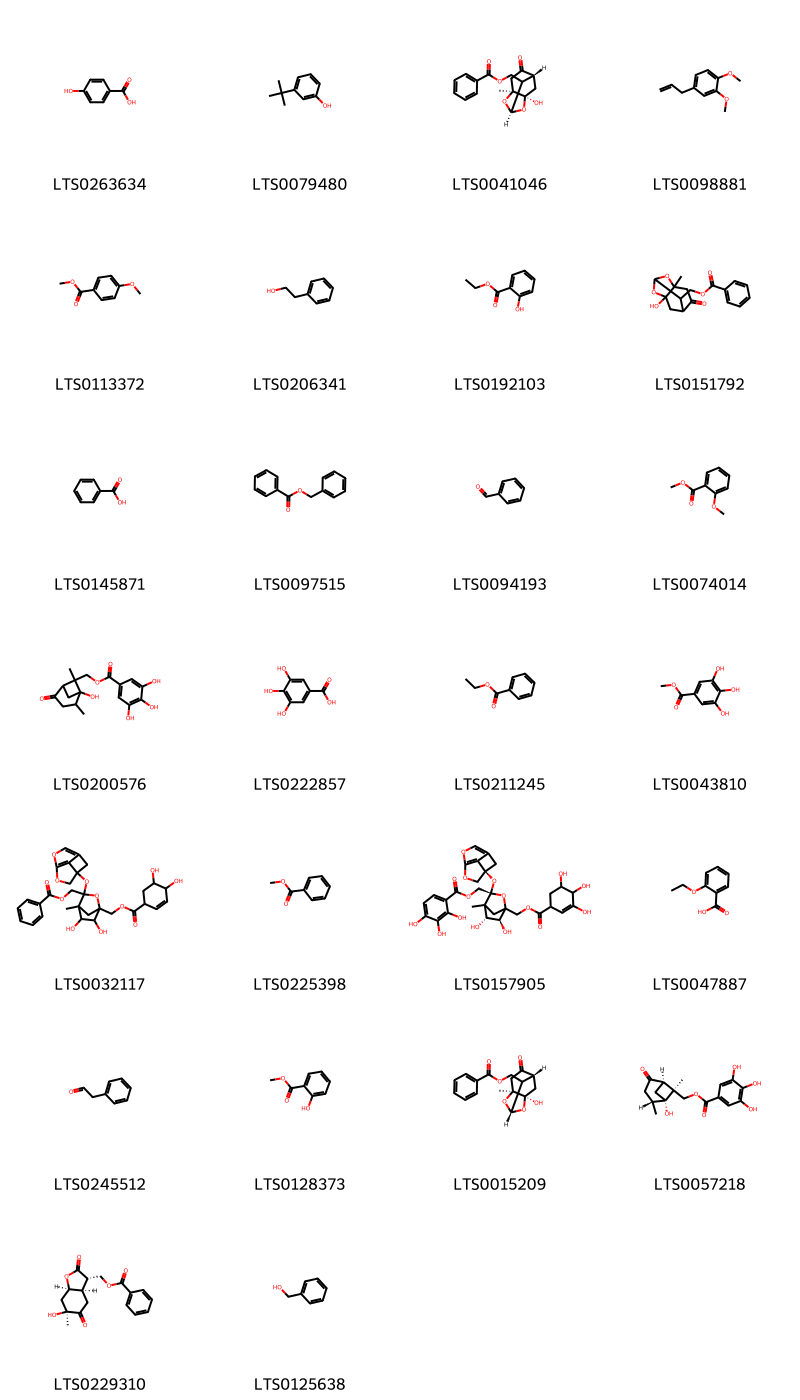 LTS0263634 LTS0079480 LTS0041046 LTS0098881
LTS0113372 LTS0206341 LTS0192103 LTS0151792
LTS0145871 LTS0097515 LTS0094193 LTS0074014
LTS0200576 LTS0222857 LTS0211245 LTS0043810
LTS0032117 LTS0225398 LTS0157905 LTS0047887
LTS0245512 LTS0128373 LTS0015209 LTS0057218
LTS0229310 LTS0125638